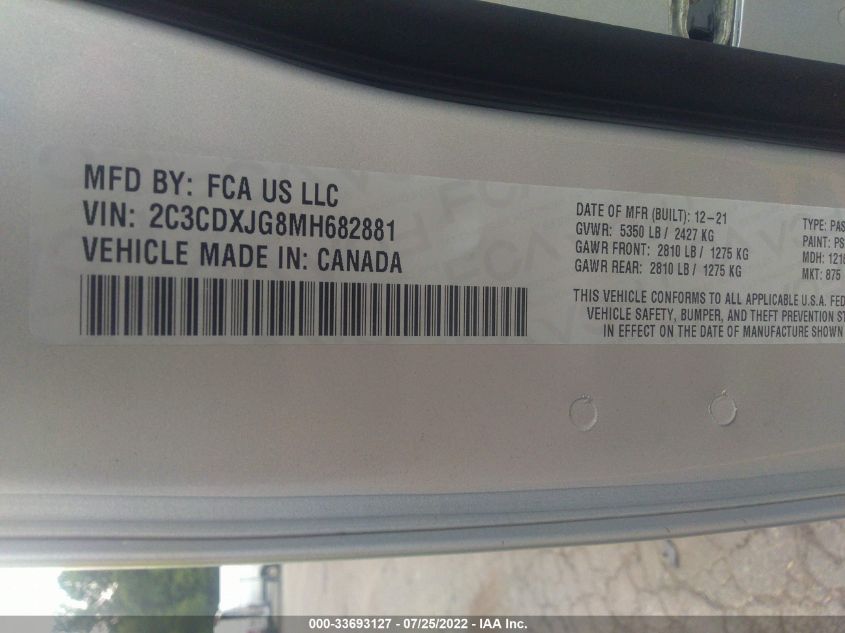 MFD BY: FCA US LLC
VIN: 2C3CDXJG8MH682881
VEHICLE MADE IN: CANADA
DATE OF MFR (BUILT): 12-21
GVWR: 5350 LB / 2427 KG
GAWR FRONT: 2810 LB / 1275 KG
GAWR REAR: 2810 LB / 1275 KG
TYPE: PAS
PAINT: PS
MDH: 1216
MKT: 875
THIS VEHICLE CONFORMS TO ALL APPLICABLE U.S.A. FED
VEHICLE SAFETY, BUMPER, AND THEFT PREVENTION ST
IN EFFECT ON THE DATE OF MANUFACTURE SHOWN
000-33693127 - 07/25/2022 - IAA Inc.